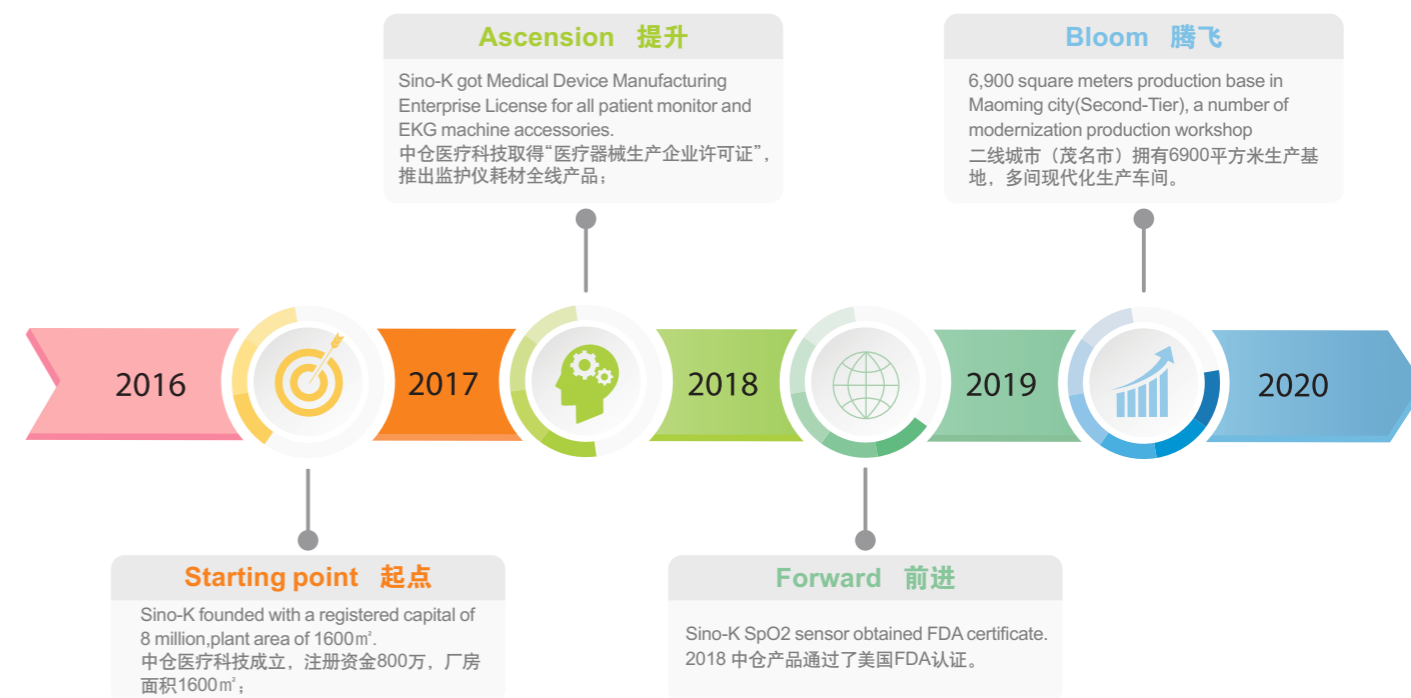 Ascension 提升
Sino-K got Medical Device Manufacturing
Enterprise License for all patient monitor and
EKG machine accessories.
中仓医疗科技取得“医疗器械生产企业许可证”,
推出监护仪耗材全线产品;
Bloom 腾飞
6,900 square meters production base in
Maoming city(Second-Tier), a number of
modernization production workshop
二线城市（茂名市）拥有6900平方米生产基
地，多间现代化生产车间。
2016
2017
2018
2019
2020
Starting point 起点
Sino-K founded with a registered capital of
8 million,plant area of 1600㎡.
中仓医疗科技成立，注册资金800万，厂房
面积1600㎡;
Forward 前进
Sino-K SpO2 sensor obtained FDA certificate.
2018 中仓产品通过了美国FDA认证。